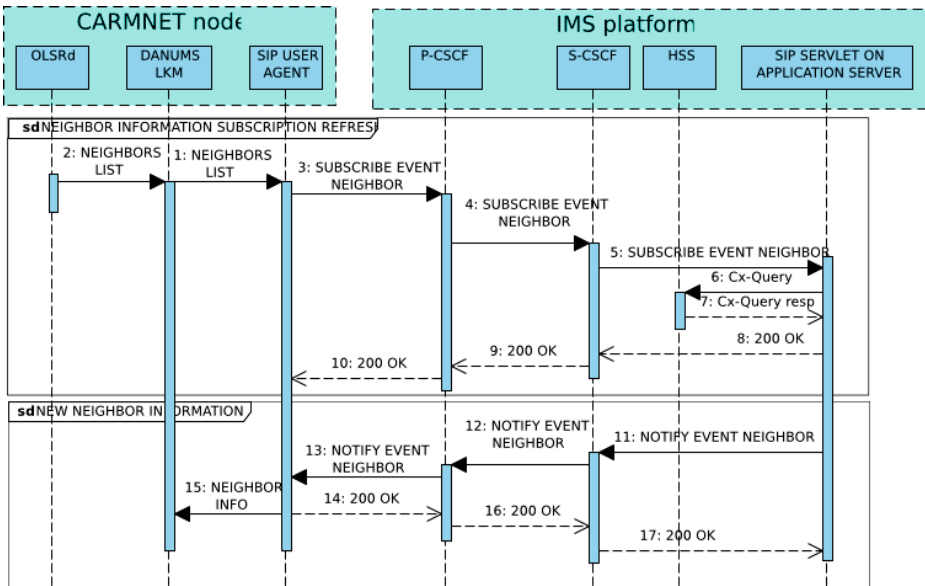 CARMNET node
IMS platform
OLSRd
DANUMS
LKM
SIP USER
AGENT
P-CSCF
S-CSCF
HSS
SIP SERVLET ON
APPLICATION SERVER
sd NEIGHBOR INFORMATION SUBSCRIPTION REFRESH
2: NEIGHBORS
LIST
1: NEIGHBORS
LIST
3: SUBSCRIBE EVENT
NEIGHBOR
4: SUBSCRIBE EVENT
NEIGHBOR
5: SUBSCRIBE EVENT NEIGHBOR
6: Cx-Query
7: Cx-Query resp
8: 200 OK
9: 200 OK
10: 200 OK
sd NEW NEIGHBOR INFORMATION
11: NOTIFY EVENT NEIGHBOR
12: NOTIFY EVENT
NEIGHBOR
13: NOTIFY EVENT
NEIGHBOR
15: NEIGHBOR
INFO
14: 200 OK
16: 200 OK
17: 200 OK